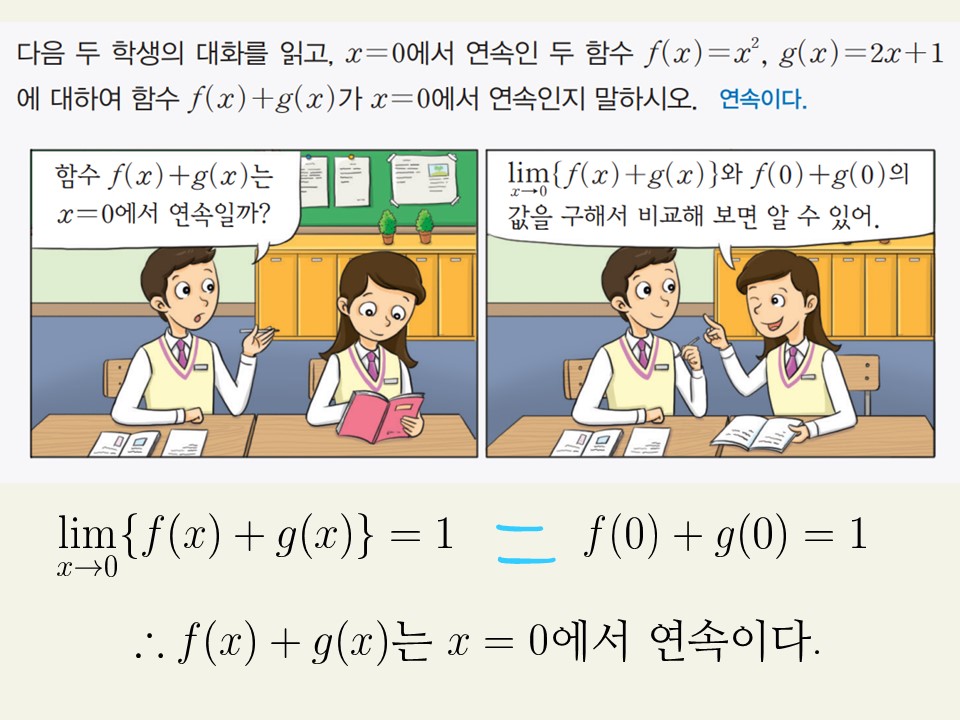 다음 두 학생의 대화를 읽고, x=0에서 연속인 두 함수 f(x)=x², g(x)=2x+1
에 대하여 함수 f(x)+g(x)가 x=0에서 연속인지 말하시오. 연속이다.
함수 f(x)+g(x)는
x=0에서 연속일까?
lim_{x→0}{f(x)+g(x)}와 f(0)+g(0)의
값을 구해서 비교해 보면 알 수 있어.
lim_{x→0}{f(x)+g(x)}=1 = f(0)+g(0)=1
∴ f(x)+g(x)는 x=0에서 연속이다.